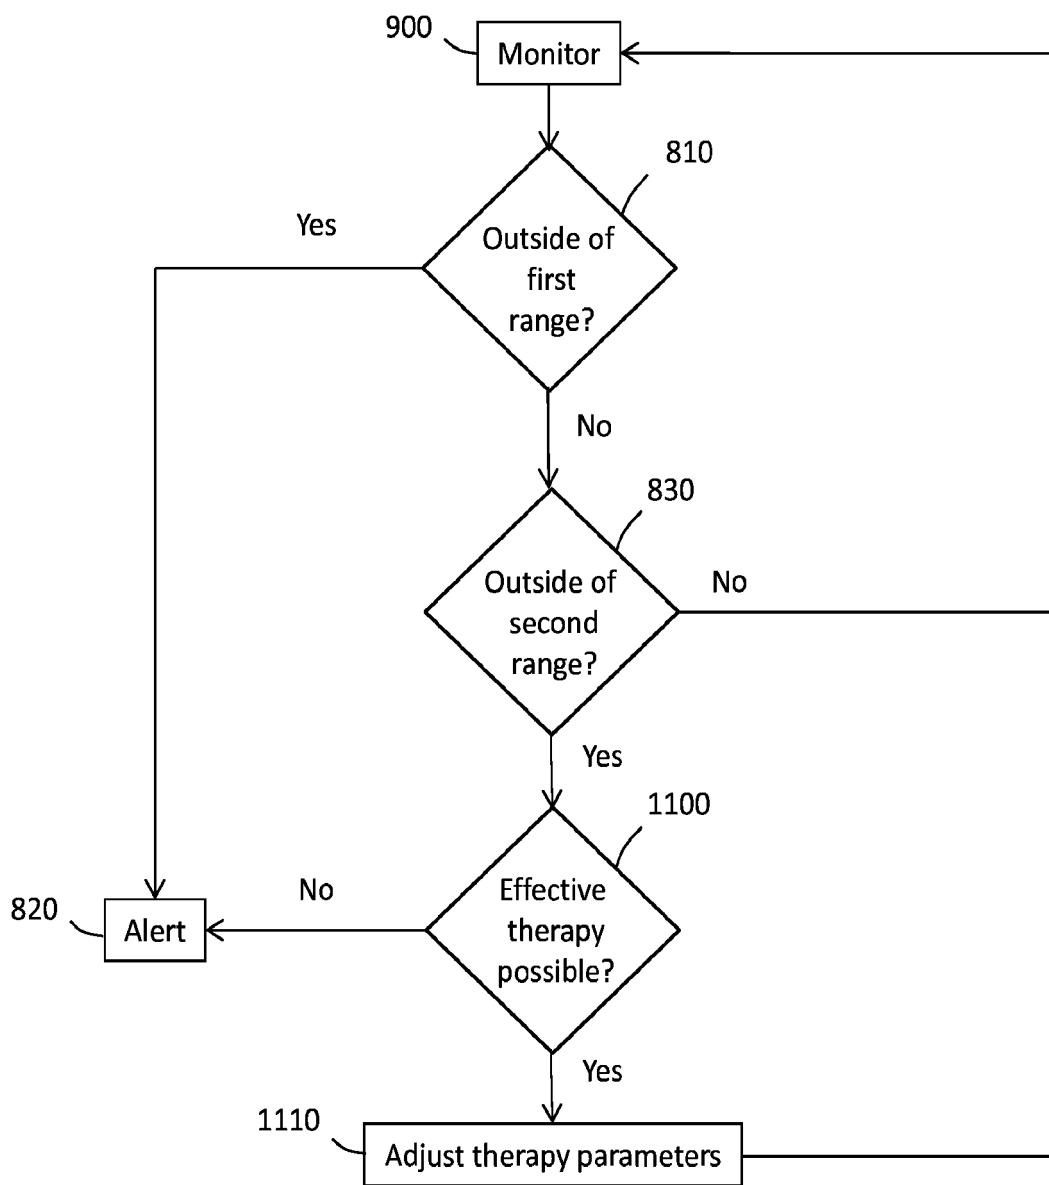 900
Monitor
810
Yes
Outside of
first
range?
No
830
Outside of
second
range?
No
Yes
1100
No
Effective
therapy
possible?
820
Alert
Yes
1110
Adjust therapy parameters